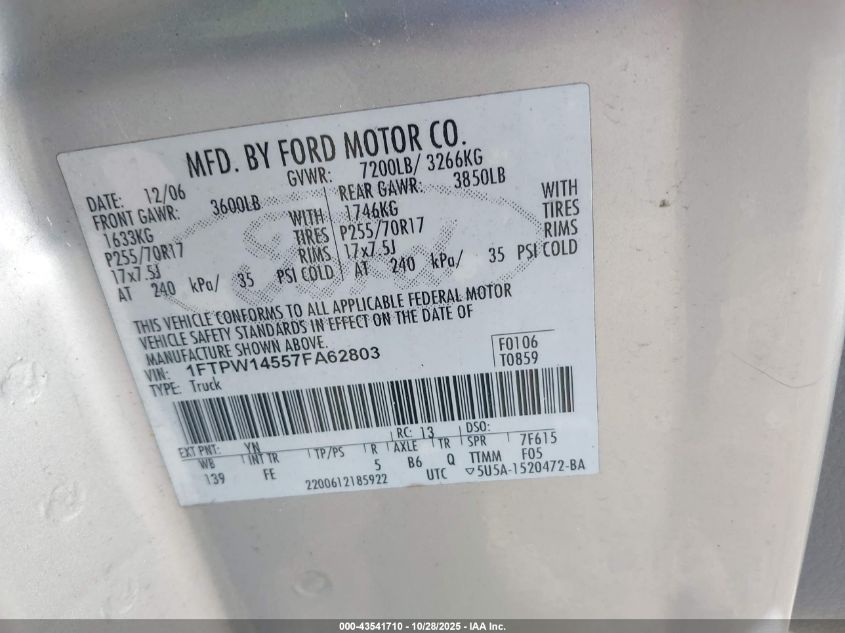 MFD. BY FORD MOTOR CO.
DATE: 12/06 GVWR: 7200LB/ 3266KG
FRONT GAWR: 3600LB REAR GAWR: 3850LB
1633KG WITH 1746KG WITH
P255/70R17 TIRES P255/70R17 TIRES
17x7.5J RIMS 17x7.5J RIMS
AT 240 kPa/ 35 PSI COLD AT 240 kPa/ 35 PSI COLD
THIS VEHICLE CONFORMS TO ALL APPLICABLE FEDERAL MOTOR
VEHICLE SAFETY STANDARDS IN EFFECT ON THE DATE OF
MANUFACTURE SHOWN ABOVE.
VIN: 1FTPW14557FA62803 F0106
TYPE: Truck T0859
EXT PNT: YN RC: 13 DSO:
WB INT TR TP/PS R AXLE TR SPR 7F615
139 FE 5 B6 Q TTMM F05
2200612185922 UTC ▽5U5A-1520472-BA
000-43541710 | 10/28/2025 - IAA Inc.